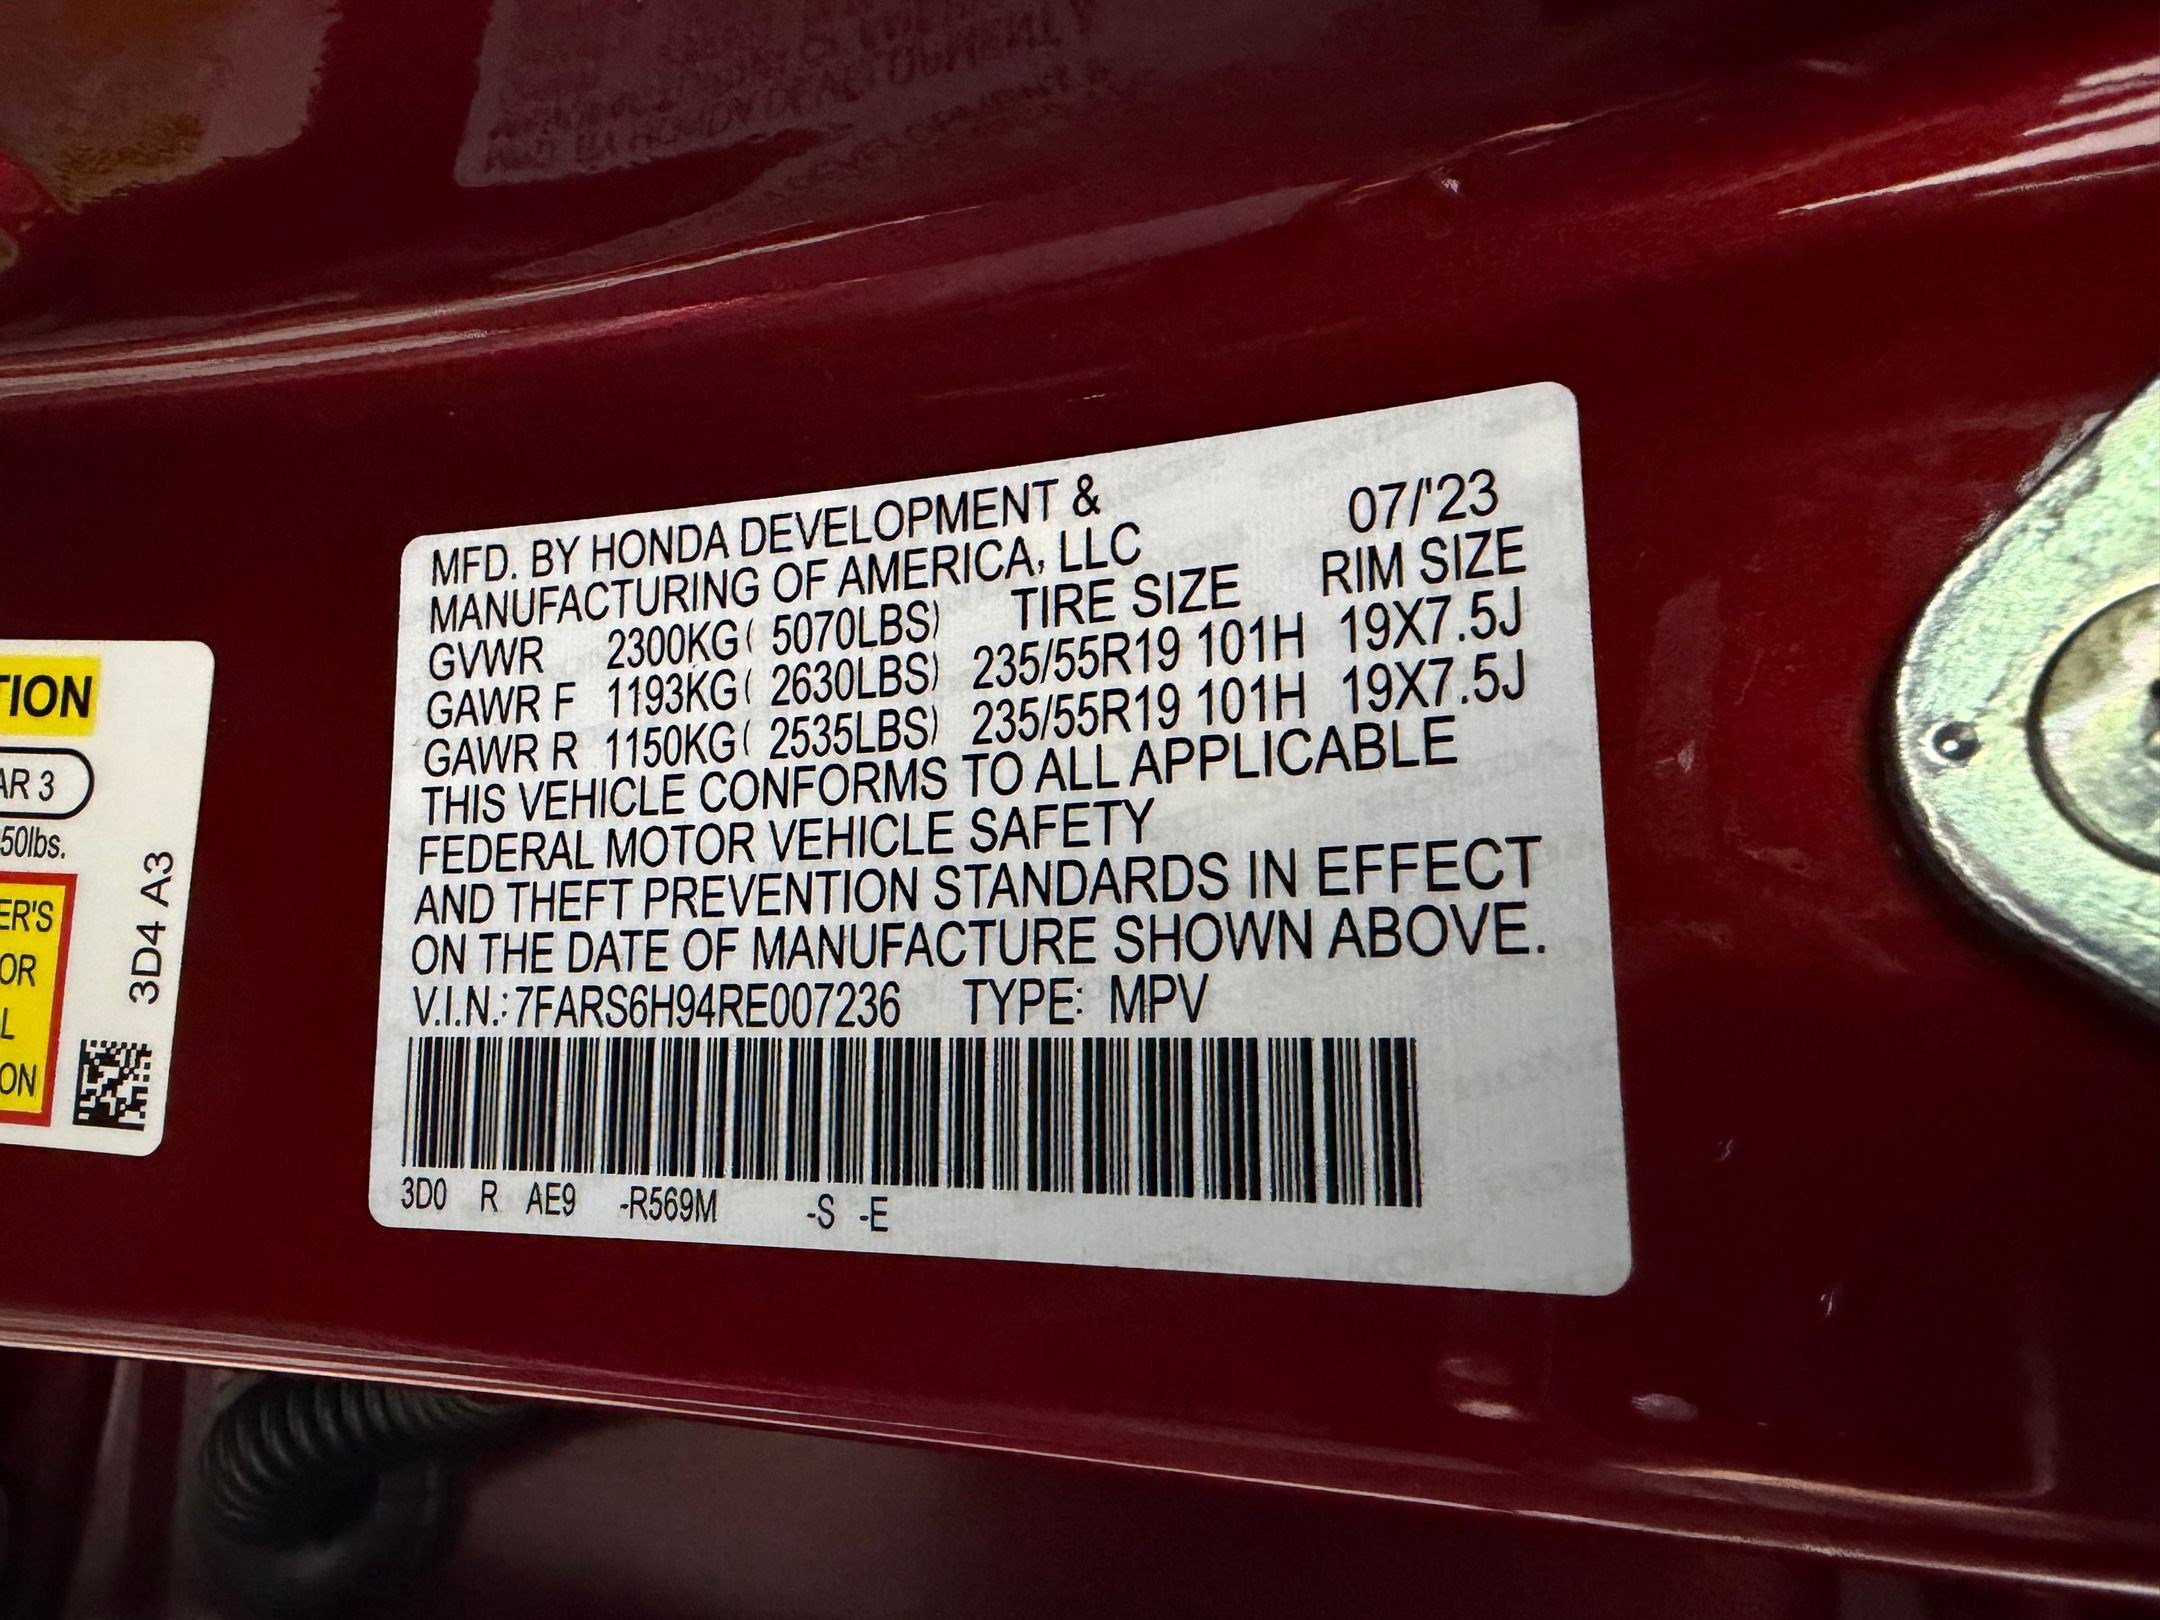 MFD. BY HONDA DEVELOPMENT &
MANUFACTURING OF AMERICA, LLC 07/'23
GVWR 2300KG( 5070LBS) TIRE SIZE RIM SIZE
GAWR F 1193KG( 2630LBS) 235/55R19 101H 19X7.5J
GAWR R 1150KG( 2535LBS) 235/55R19 101H 19X7.5J
THIS VEHICLE CONFORMS TO ALL APPLICABLE
FEDERAL MOTOR VEHICLE SAFETY
AND THEFT PREVENTION STANDARDS IN EFFECT
ON THE DATE OF MANUFACTURE SHOWN ABOVE.
V.I.N.: 7FARS6H94RE007236 TYPE: MPV
3D0 R AE9 -R569M -S -E
TION
AR 3
50lbs.
ER'S
OR
L
ON
3D4 A3